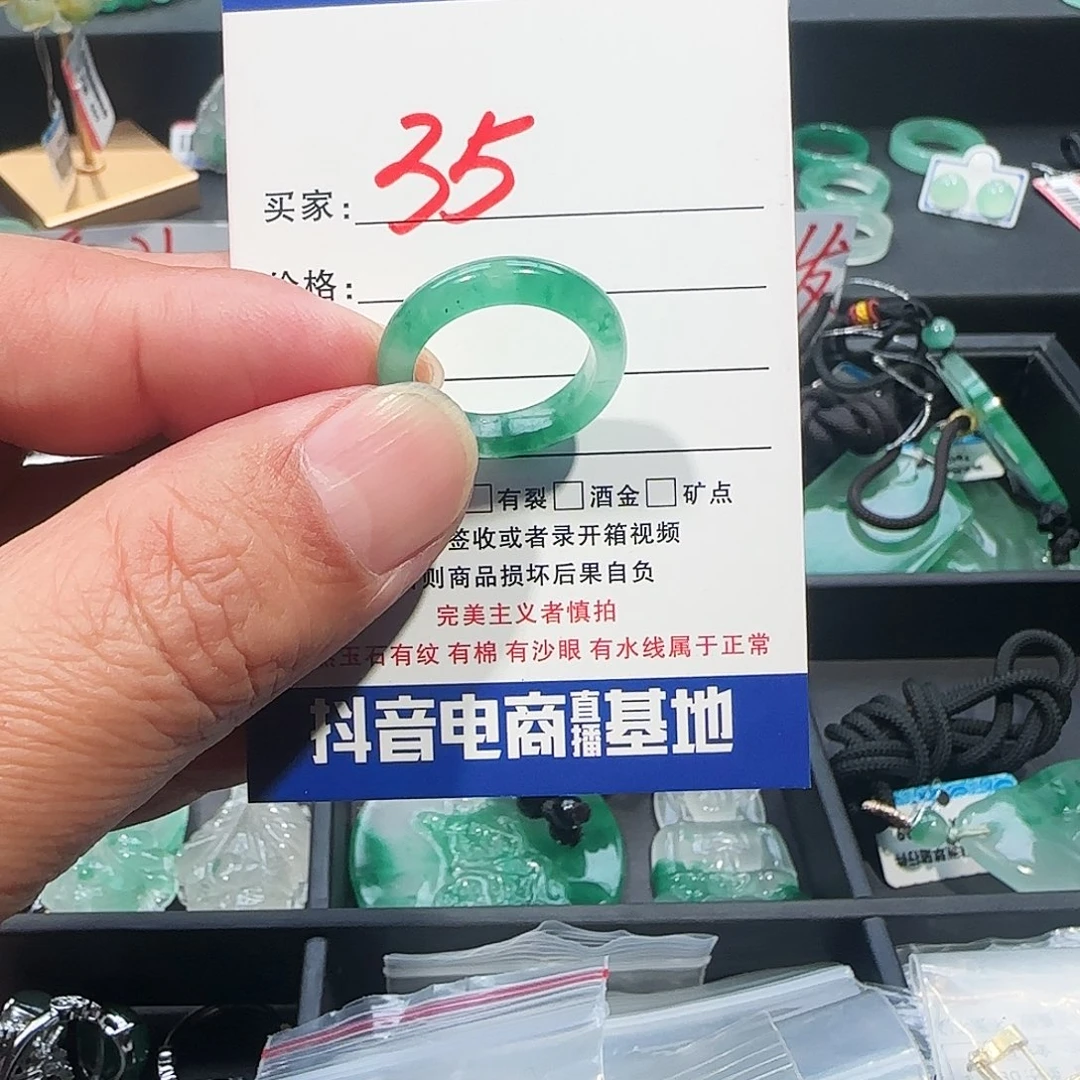 35
买家:
价格:
有裂 酒金 矿点
签收或者录开箱视频
则商品损坏后果自负
完美主义者慎拍
玉石有纹 有棉 有沙眼 有水线属于正常
抖音电商直播基地
发